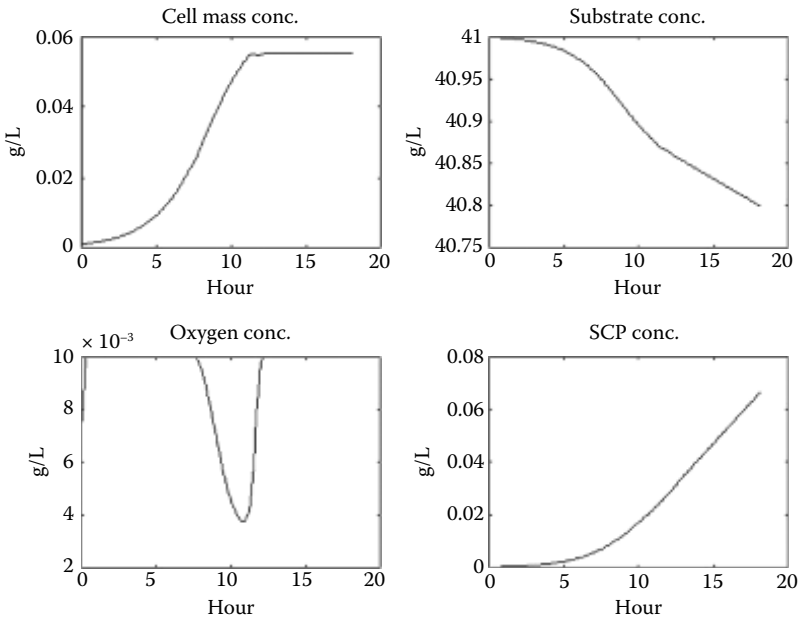 Cell mass conc.
0.06
0.04
0.02
0
g/L
0 5 10 15 20
Hour
Substrate conc.
41
40.95
40.9
40.85
40.8
40.75
g/L
0 5 10 15 20
Hour
Oxygen conc.
10 × 10⁻³
8
6
4
2
g/L
0 5 10 15 20
Hour
SCP conc.
0.08
0.06
0.04
0.02
0
g/L
0 5 10 15 20
Hour